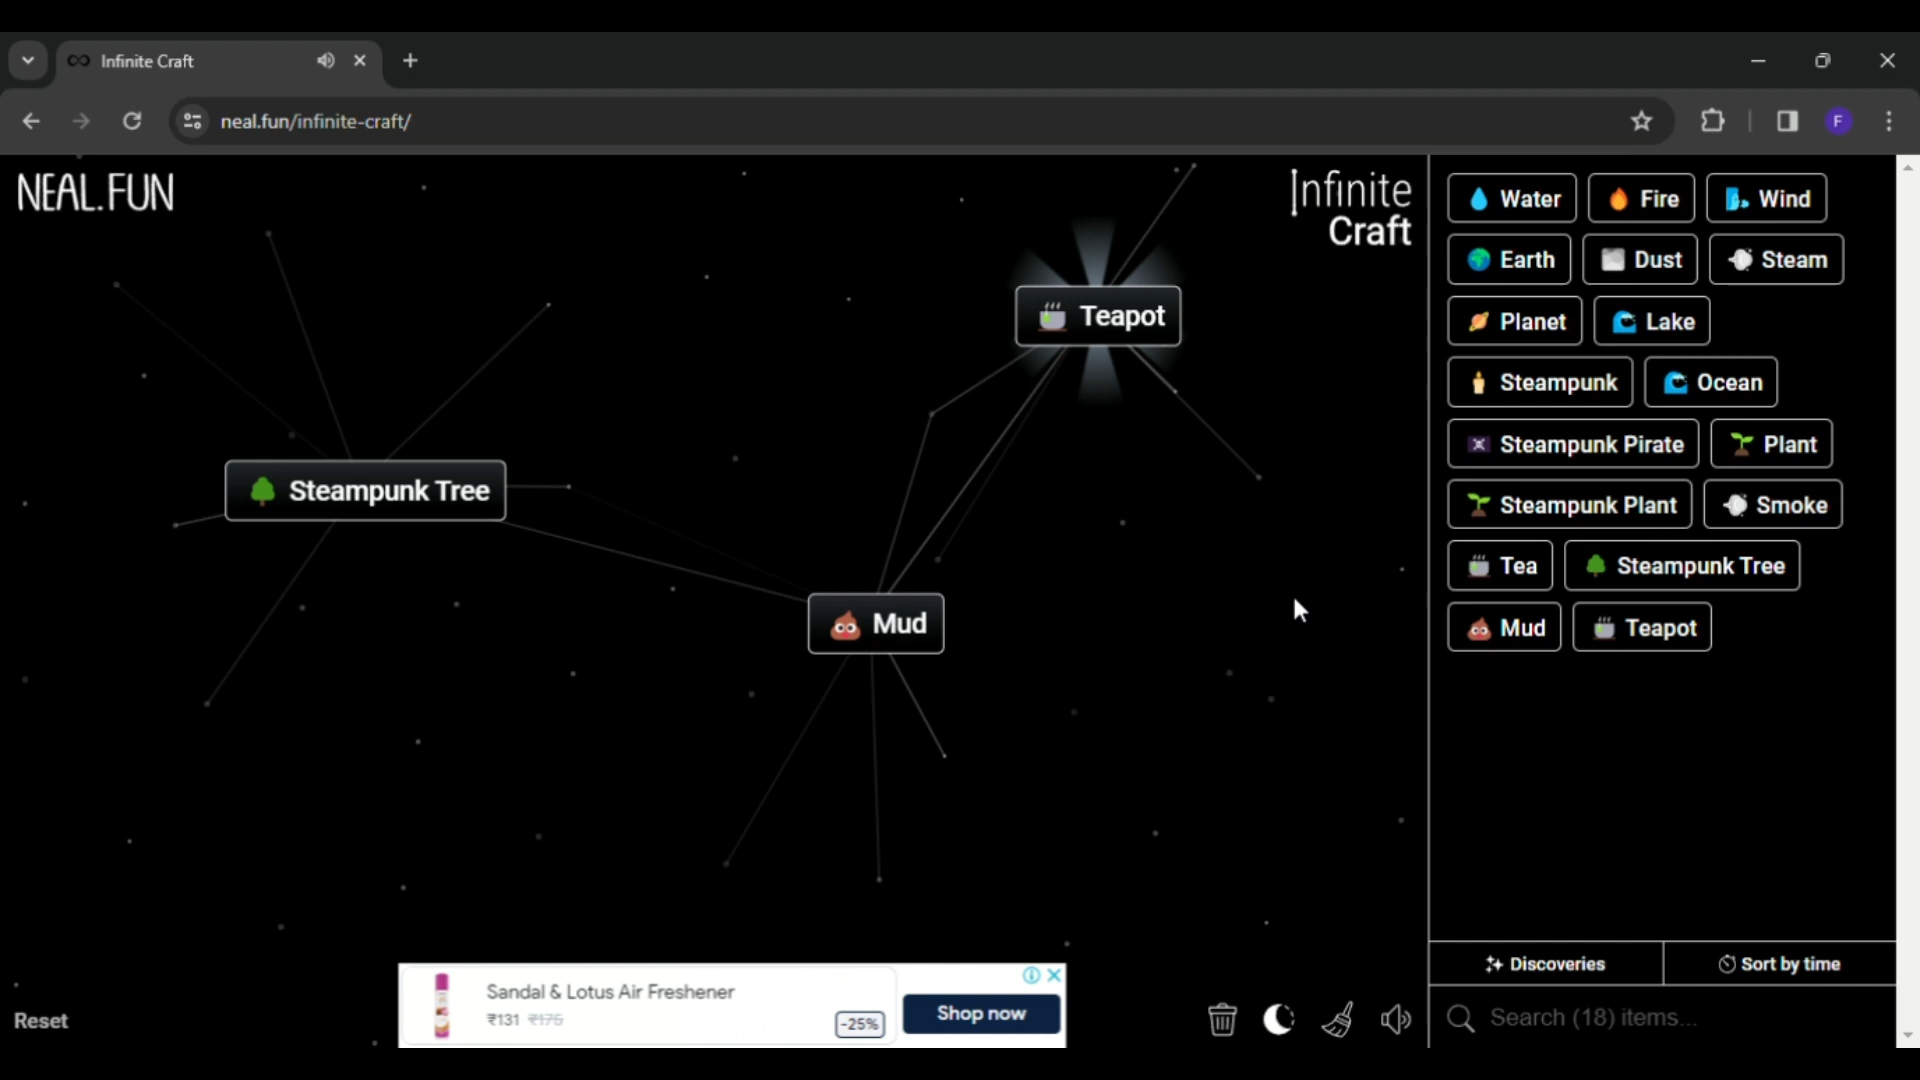 Infinite Craft
neal.fun/infinite-craft/
F
NEAL.FUN
Infinite
Craft
Teapot
Steampunk Tree
Mud
Water Fire Wind
Earth Dust Steam
Planet Lake
Steampunk Ocean
Steampunk Pirate Plant
Steampunk Plant Smoke
Tea Steampunk Tree
Mud Teapot
Discoveries Sort by time
Search (18) items...
Reset
Sandal & Lotus Air Freshener
₹131 ₹175
-25%
Shop now